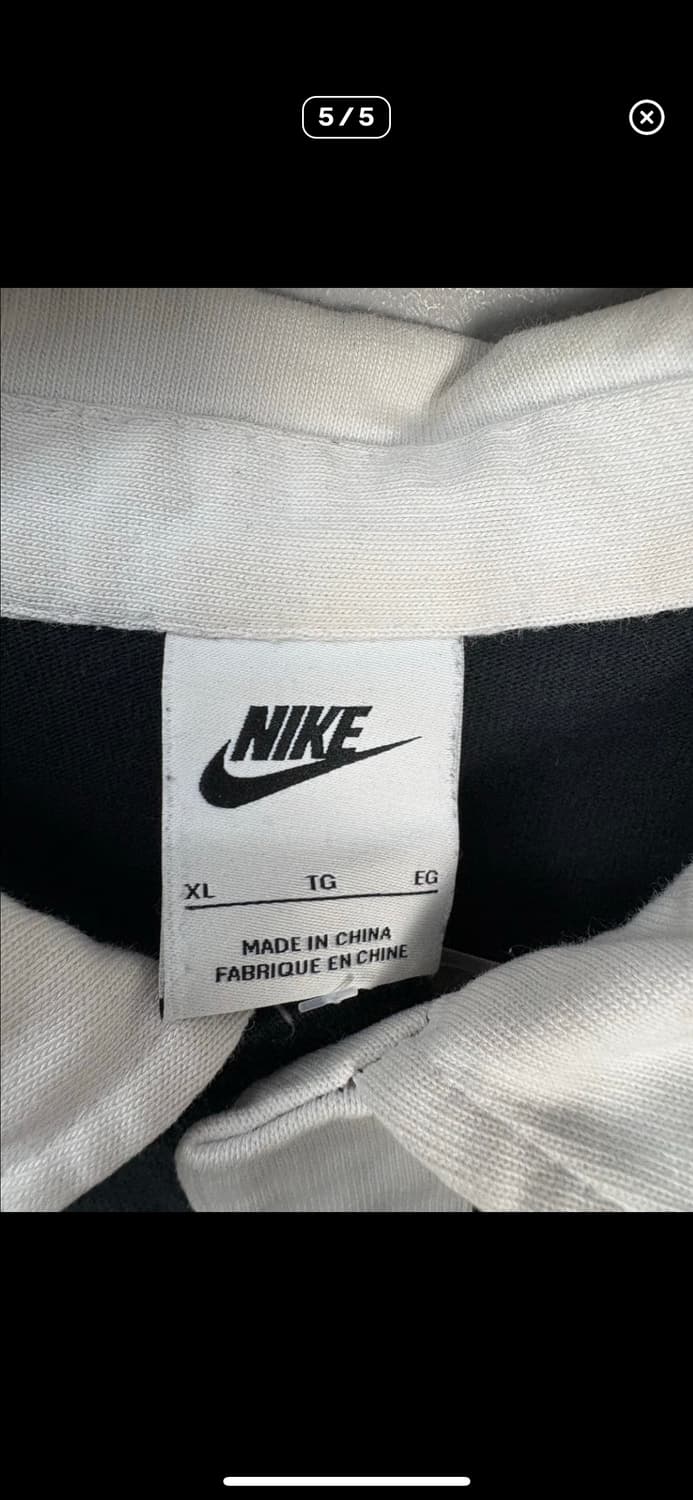 5/5
NIKE
XL TG EG
MADE IN CHINA
FABRIQUE EN CHINE